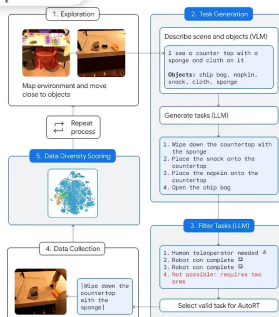 1. Exploration
Map environment and move
close to objects
Repeat
process
5. Data Diversity Scoring
4. Data Collection
[Wipe down the
countertop
with the
sponge]
2. Task Generation
Describe scene and objects (VLM)
I see a counter top with a
sponge and cloth on it
Objects: chip bag, napkin,
snack, cloth, sponge
Generate tasks (LLM)
1. Wipe down the countertop with
the sponge
2. Place the snack onto the
countertop
3. Place the napkin onto the
countertop
4. Open the chip bag
3. Filter Tasks (LLM)
1. Human teleoperator needed
2. Robot can complete
3. Robot can complete
4. Not possible: requires two
arms
Select valid task for AutoRT